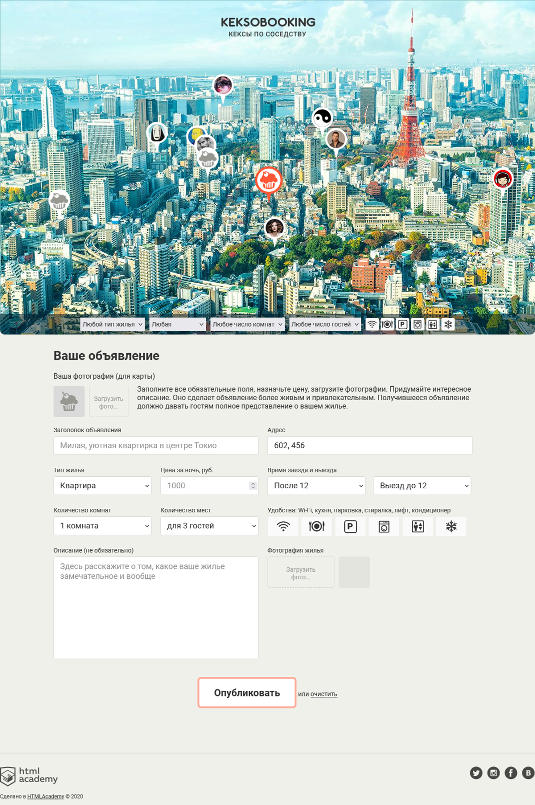 KEKSOBOOKING
КЕКСЫ ПО СОСЕДСТВУ
Любой тип жилья
Любая
Любое число комнат
Любое число гостей
Ваше объявление
Ваша фотография (для карты)
Загрузить
фото...
Заполните все обязательные поля, назначьте цену, загрузите фотографии. Придумайте интересное
описание. Оно сделает объявление более живым и привлекательным. Получившееся объявление
должно давать гостям полное представление о вашем жилье.
Заголовок объявления
Адрес
Милая, уютная квартирка в центре Токио
602, 456
Тип жилья
Цена за ночь, руб.
Время заезда и выезда
Квартира
1000
После 12
Выезд до 12
Количество комнат
Количество мест
Удобства: Wi-Fi, кухня, парковка, стиралка, лифт, кондиционер
1 комната
для 3 гостей
P
Описание (не обязательно)
Фотография жилья
Здесь расскажите о том, какое ваше жилье
замечательное и вообще
Загрузить
фото...
Опубликовать
или очистить
html
academy
Сделано в HTMLAcademy © 2020